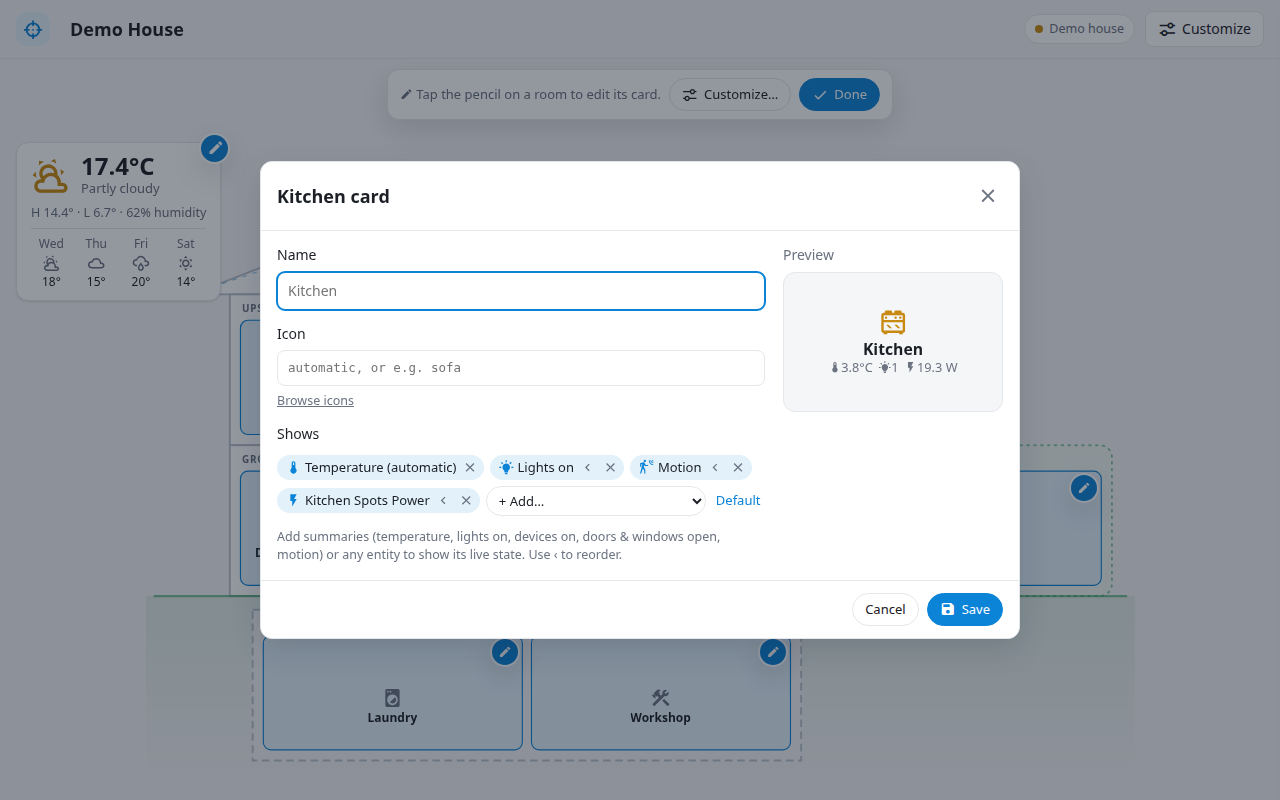 Demo House
Demo house
Customize
Tap the pencil on a room to edit its card.
Customize...
Done
17.4°C
Partly cloudy
H 14.4° · L 6.7° · 62% humidity
Wed Thu Fri Sat
18° 15° 20° 14°
Kitchen card
Name
Kitchen
Icon
automatic, or e.g. sofa
Browse icons
Shows
Temperature (automatic)
Lights on
Motion
Kitchen Spots Power
+ Add...
Default
Add summaries (temperature, lights on, devices on, doors & windows open,
motion) or any entity to show its live state. Use ‹ to reorder.
Preview
Kitchen
3.8°C 1 19.3 W
Cancel
Save
Laundry
Workshop